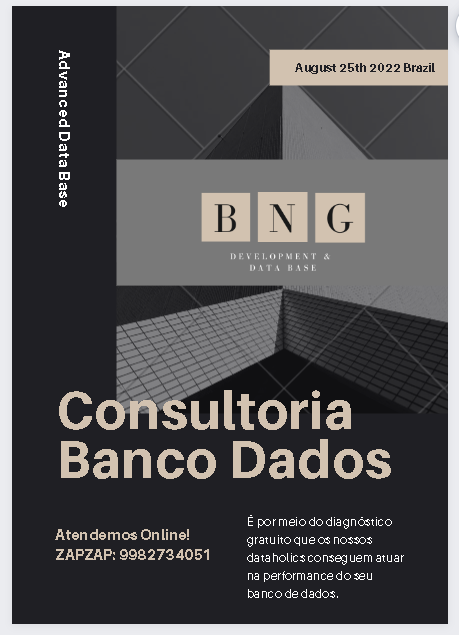 Advanced Data Base
August 25th 2022 Brazil
B N G
DEVELOPMENT &
DATA BASE
Consultoria
Banco Dados
Atendemos Online!
ZAPZAP: 9982734051
É por meio do diagnóstico
gratuito que os nossos
dataholics conseguem atuar
na performance do seu
banco de dados.